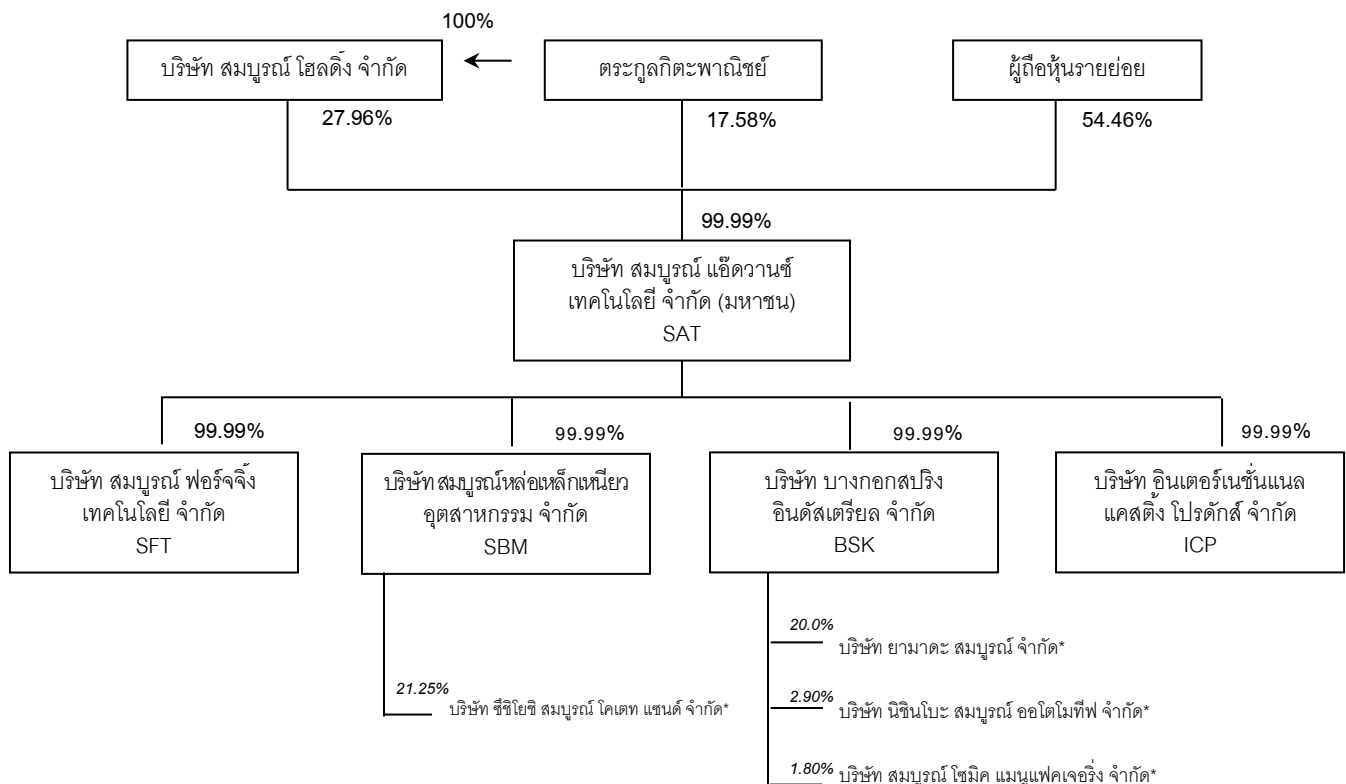 100%
บริษัท สมบูรณ์ โฮลดิ้ง จำกัด
ตระกูลกิตะพาณิชย์
ผู้ถือหุ้นรายย่อย
27.96%
17.58%
54.46%
99.99%
บริษัท สมบูรณ์ แอ๊ดวานซ์
เทคโนโลยี จำกัด (มหาชน)
SAT
99.99%
99.99%
99.99%
99.99%
บริษัท สมบูรณ์ ฟอร์จจิ้ง
เทคโนโลยี จำกัด
SFT
บริษัท สมบูรณ์หล่อเหล็กเหนียว
อุตสาหกรรม จำกัด
SBM
บริษัท บางกอกสปริง
อินดัสเตรียล จำกัด
BSK
บริษัท อินเตอร์เนชั่นแนล
แคสติ้ง โปรดักส์ จำกัด
ICP
21.25%
บริษัท ซึชิโยชิ สมบูรณ์ โคเตท แซนด์ จำกัด*
20.0%
บริษัท ยามาดะ สมบูรณ์ จำกัด*
2.90%
บริษัท นิชินโบะ สมบูรณ์ ออโตโมทีฟ จำกัด*
1.80%
บริษัท สมบูรณ์ โซมิค แมนูแฟคเจอริ่ง จำกัด*